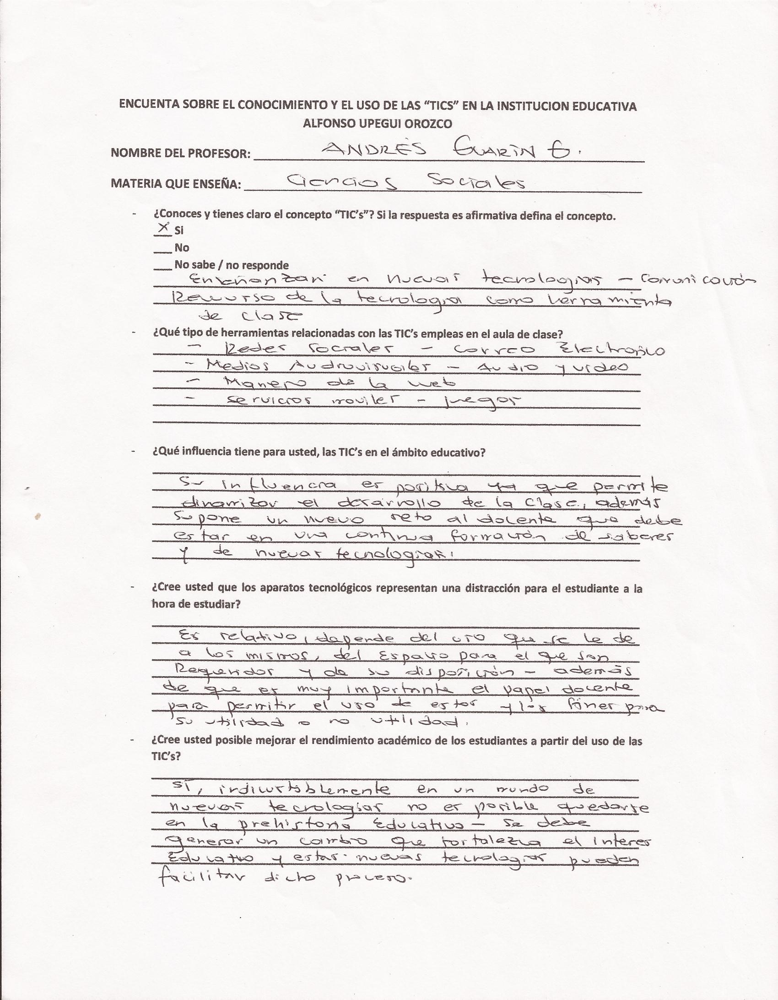 ENCUENTA SOBRE EL CONOCIMIENTO Y EL USO DE LAS “TICS” EN LA INSTITUCION EDUCATIVA
ALFONSO UPEGUI OROZCO
NOMBRE DEL PROFESOR: ANDRÉS GUARÍN G.
MATERIA QUE ENSEÑA: Ciencias Sociales
- ¿Conoces y tienes claro el concepto “TIC’s”? Si la respuesta es afirmativa defina el concepto.
X Si
___ No
___ No sabe / no responde
Enseñanzan en nuevas tecnologias - Comunicación
Recurso de la tecnologia como herramienta
de clase
- ¿Qué tipo de herramientas relacionadas con las TIC’s empleas en el aula de clase?
- Redes Sociales - Correo Electronico
- Medios Audiovisuales - Audio y video
- Manejo de la web
- Servicios moviles - juegos
- ¿Qué influencia tiene para usted, las TIC’s en el ámbito educativo?
Su influencia es positiva ya que permite
dinamizar el desarrollo de la clase, además
supone un nuevo reto al docente que debe
estar en una continua formación de saberes
y de nuevas tecnologias.
- ¿Cree usted que los aparatos tecnológicos representan una distracción para el estudiante a la
hora de estudiar?
Es relativo, depende del uso que se le de
a los mismos, del Espacio para el que son
Requeridos y de su disposición - además
de que es muy importante el papel docente
para permitir el uso de estos y los fines para
su utilidad o no utilidad.
- ¿Cree usted posible mejorar el rendimiento académico de los estudiantes a partir del uso de las
TIC’s?
Sí, indiscutiblemente en un mundo de
nuevas tecnologías no es posible quedarse
en la prehistoria Educativa - Se debe
generar un cambio que fortalezca el interes
Educativo y estas nuevas tecnologias pueden
facilitar dicho proceso.